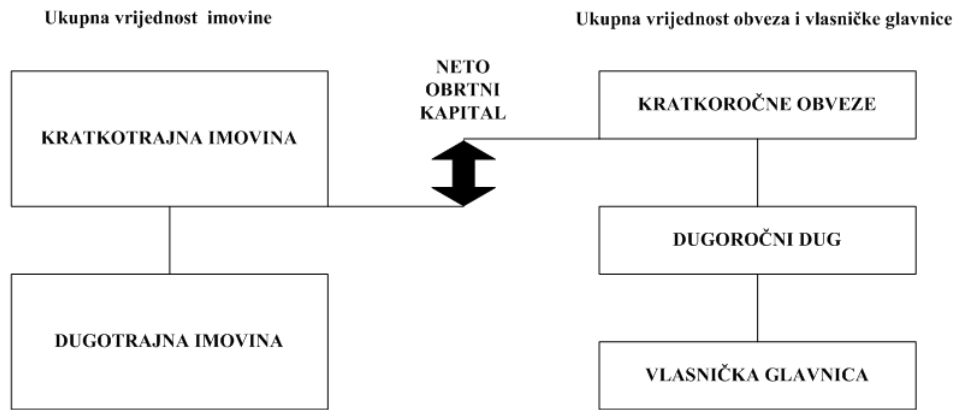 Ukupna vrijednost imovine
Ukupna vrijednost obveza i vlasničke glavnice
NETO
OBRTNI
KAPITAL
KRATKOTRAJNA IMOVINA
KRATKOROČNE OBVEZE
DUGOROČNI DUG
DUGOTRAJNA IMOVINA
VLASNIČKA GLAVNICA